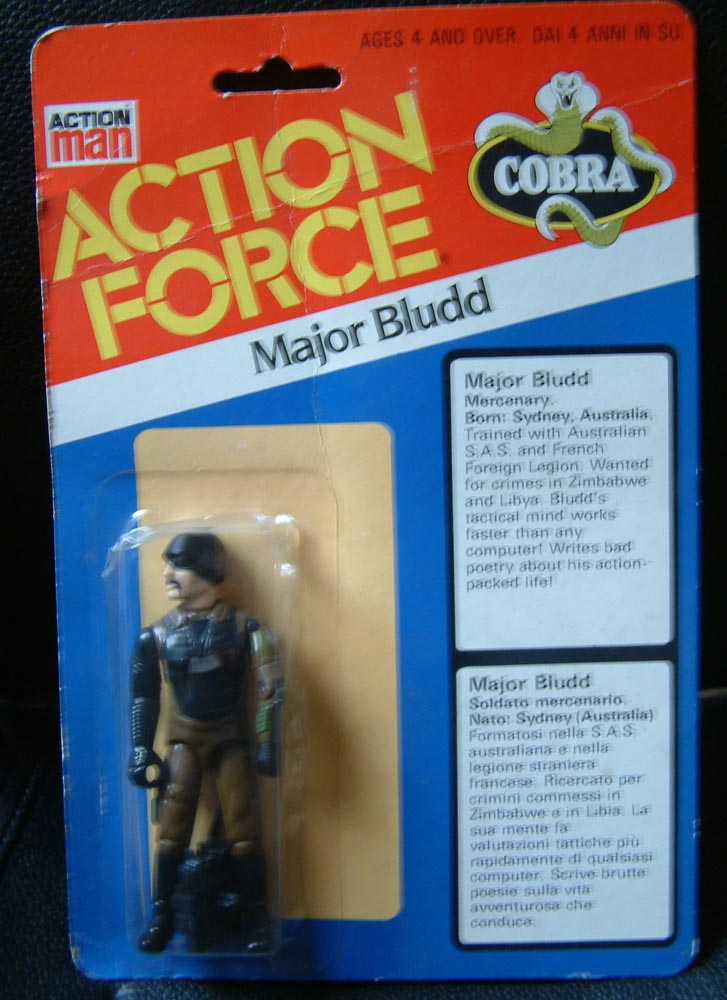 AGES 4 AND OVER. DAI 4 ANNI IN SU.
ACTION
man
ACTION
FORCE
COBRA
Major Bludd
Major Bludd
Mercenary.
Born: Sydney, Australia.
Trained with Australian
S.A.S. and French
Foreign Legion. Wanted
for crimes in Zimbabwe
and Libya. Bludd's
tactical mind works
faster than any
computer! Writes bad
poetry about his action-
packed life!
Major Bludd
Soldato mercenario.
Nato: Sydney (Australia)
Formatosi nella S.A.S.
australiana e nella
legione straniera
francese. Ricercato per
crimini commessi in
Zimbabwe e in Libia. La
sua mente fa
valutazioni tattiche più
rapidamente di qualsiasi
computer. Scrive brutte
poesie sulla vita
avventurosa che
conduce.